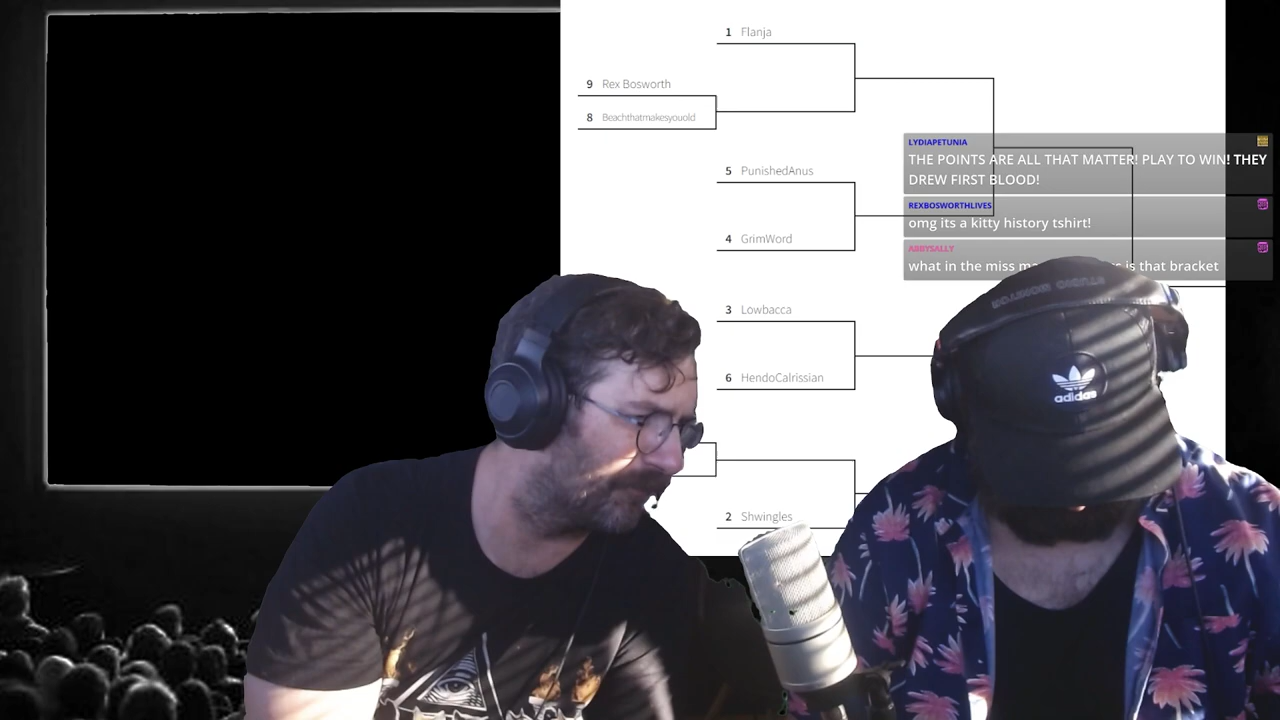 1 Flanja
9 Rex Bosworth
8 Beachthatmakesyouold
5 PunishedAnus
4 GrimWord
3 Lowbacca
6 HendoCalrissian
2 Shwingles
LYDIAPETUNIA
THE POINTS ARE ALL THAT MATTER! PLAY TO WIN! THEY
DREW FIRST BLOOD!
REXBOSWORTHLIVES
omg its a kitty history tshirt!
ABBYSALLY
what in the miss is that bracket
adidas